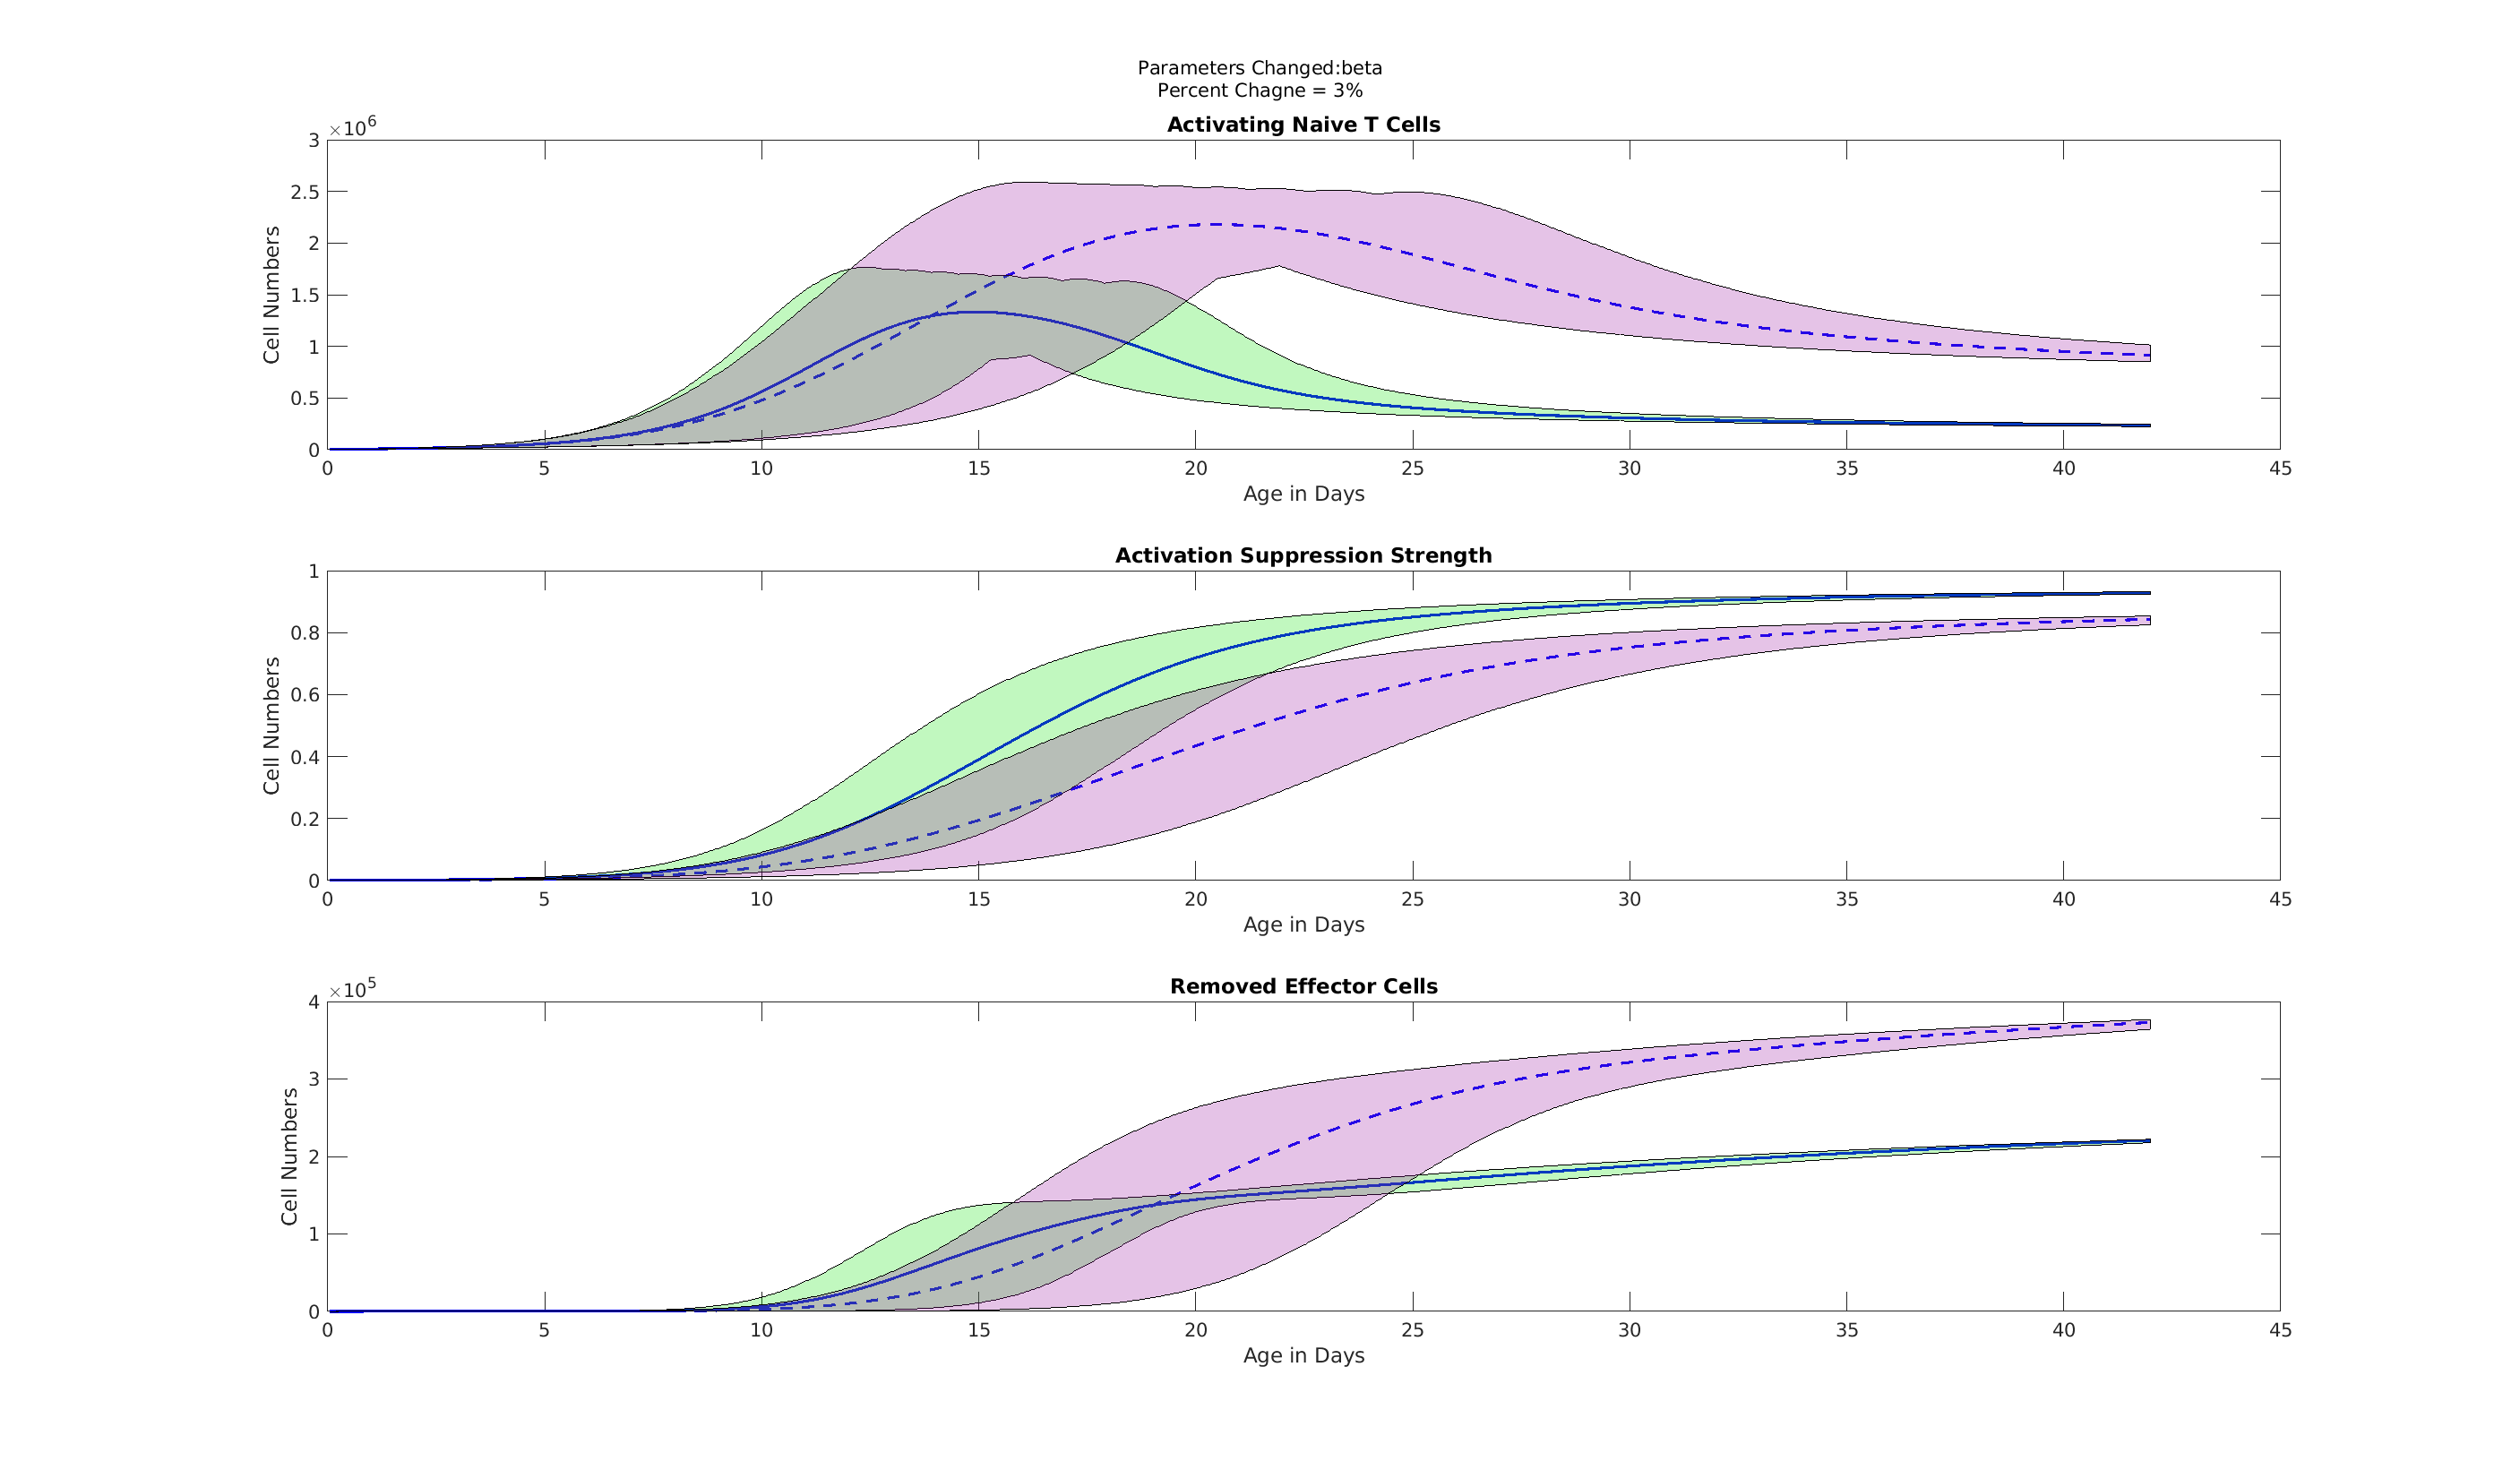 Parameters Changed:beta
Percent Chagne = 3%
Activating Naive T Cells
×10^6
3
2.5
2
1.5
1
0.5
0
Cell Numbers
0 5 10 15 20 25 30 35 40 45
Age in Days
Activation Suppression Strength
1
0.8
0.6
0.4
0.2
0
Cell Numbers
0 5 10 15 20 25 30 35 40 45
Age in Days
Removed Effector Cells
×10^5
4
3
2
1
0
Cell Numbers
0 5 10 15 20 25 30 35 40 45
Age in Days